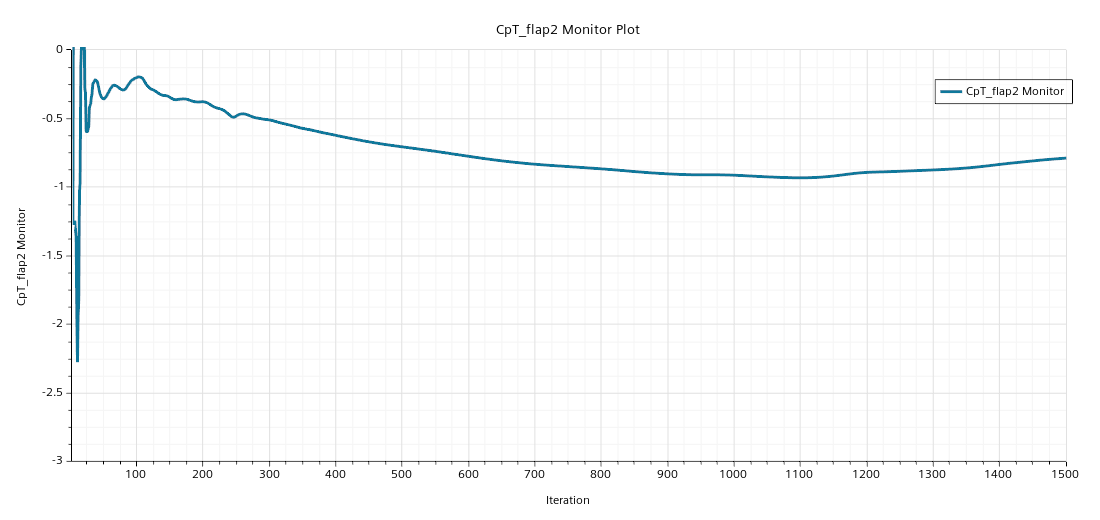 CpT_flap2 Monitor Plot
CpT_flap2 Monitor
CpT_flap2 Monitor
0
-0.5
-1
-1.5
-2
-2.5
-3
100 200 300 400 500 600 700 800 900 1000 1100 1200 1300 1400 1500
Iteration